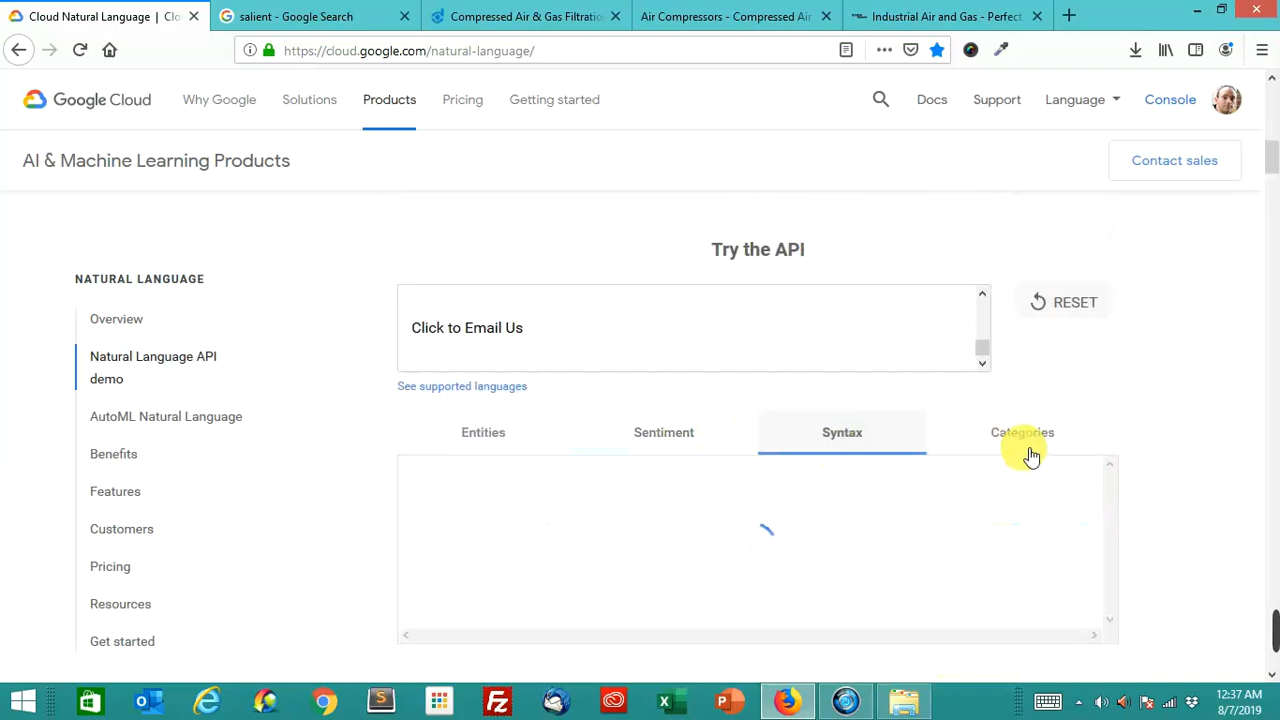 Cloud Natural Language | Clo
salient - Google Search
Compressed Air & Gas Filtratio
Air Compressors - Compressed Air
Industrial Air and Gas - Perfect
https://cloud.google.com/natural-language/
Google Cloud
Why Google
Solutions
Products
Pricing
Getting started
Docs
Support
Language
Console
AI & Machine Learning Products
Contact sales
Try the API
NATURAL LANGUAGE
Click to Email Us
RESET
Overview
Natural Language API
demo
See supported languages
AutoML Natural Language
Entities
Sentiment
Syntax
Categories
Benefits
Features
Customers
Pricing
Resources
Get started
12:37 AM
8/7/2019